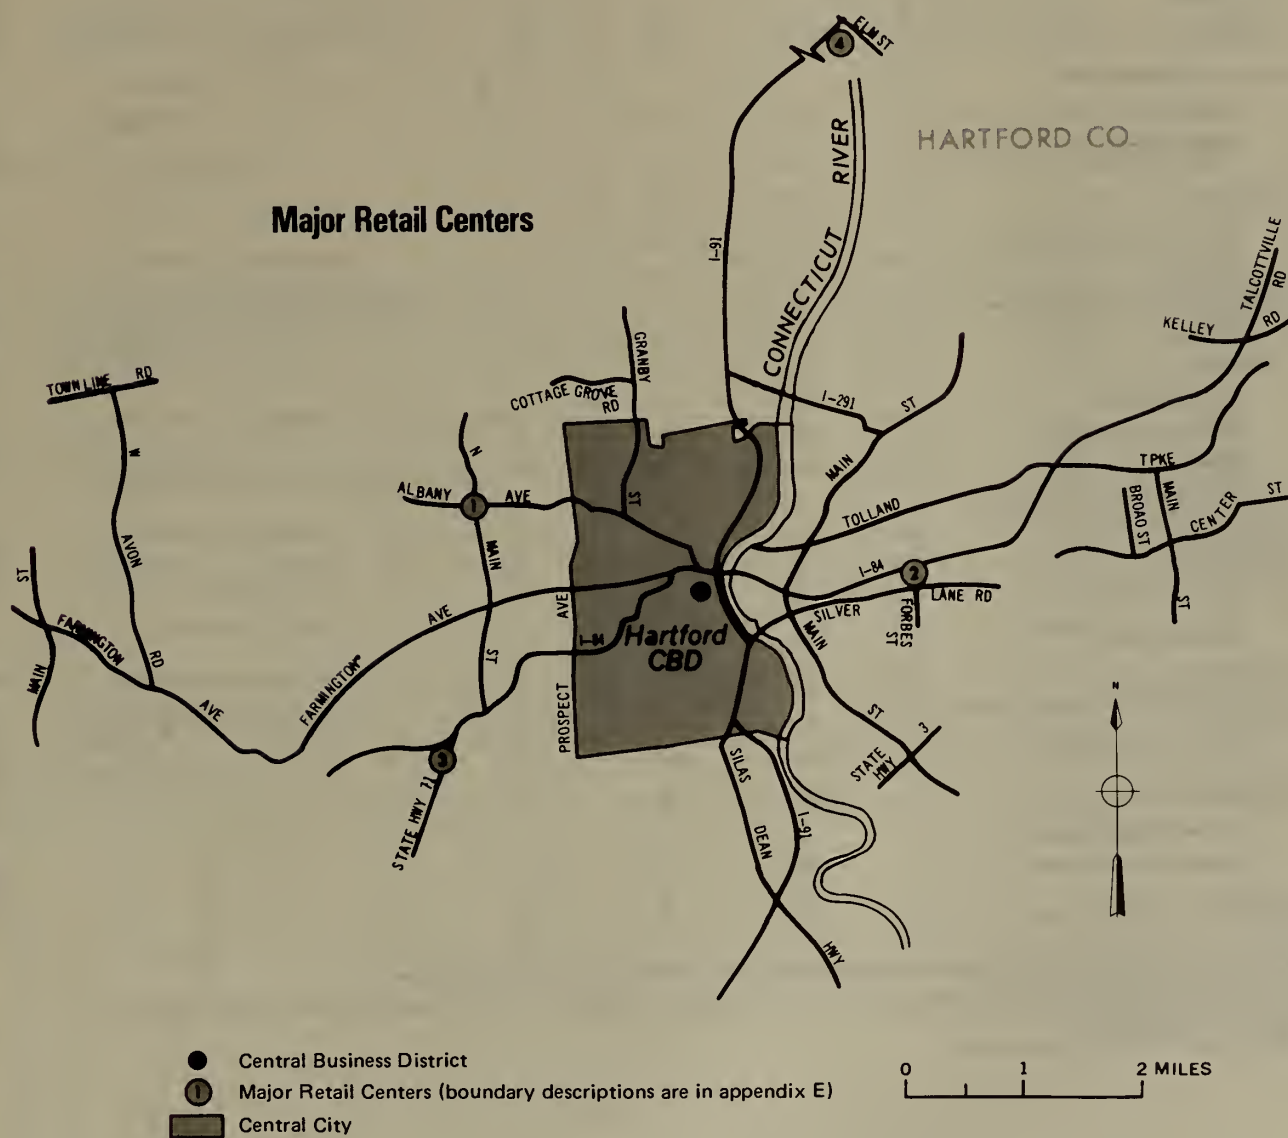 ELM ST
4
HARTFORD CO.
CONNECTICUT RIVER
Major Retail Centers
I-91
TALCOTTVILLE RD
KELLEY RD
GRANBY ST
COTTAGE GROVE RD
TOWN LINE RD
I-291
MAIN ST
N MAIN ST
ALBANY AVE
1
W AVON RD
TOLLAND TPKE
BROAD ST
MAIN ST
CENTER ST
I-84
2
SILVER LANE RD
FORBES ST
MAIN ST
FARMINGTON AVE
MAIN ST
FARMINGTON AVE
PROSPECT AVE
I-84
Hartford
CBD
MAIN ST
STATE HWY 3
3
STATE HWY 71
SILAS DEAN HWY
I-91
N
Central Business District
1 Major Retail Centers (boundary descriptions are in appendix E)
Central City
0 1 2 MILES